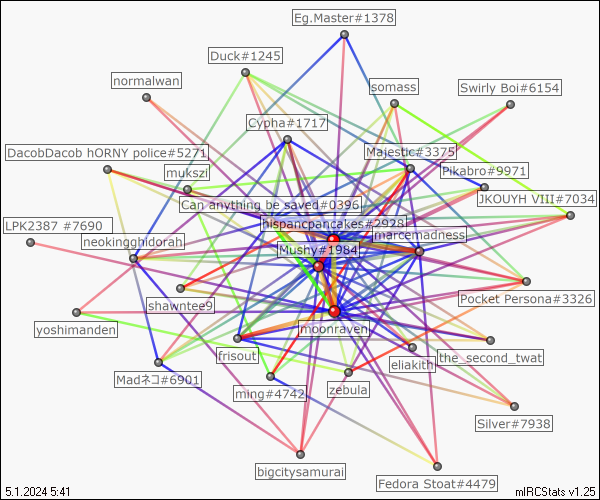 Eg.Master#1378
Duck#1245
normalwan
somass
Swirly Boi#6154
Cypha#1717
DacobDacob hORNY police#5271
Majestic#3375
mukszi
Pikabro#9971
JKOUYH VIII#7034
Can anything be saved#0396
hispancpancakes#2928
LPK2387 #7690
neokingghidorah
marcemadness
Mushy#1984
shawntee9
Pocket Persona#3326
yoshimanden
moonraven
frisout
the_second_twat
eliakith
Madネコ#6901
ming#4742
zebula
Silver#7938
bigcitysamurai
Fedora Stoat#4479
5.1.2024 5:41
mIRCStats v1.25